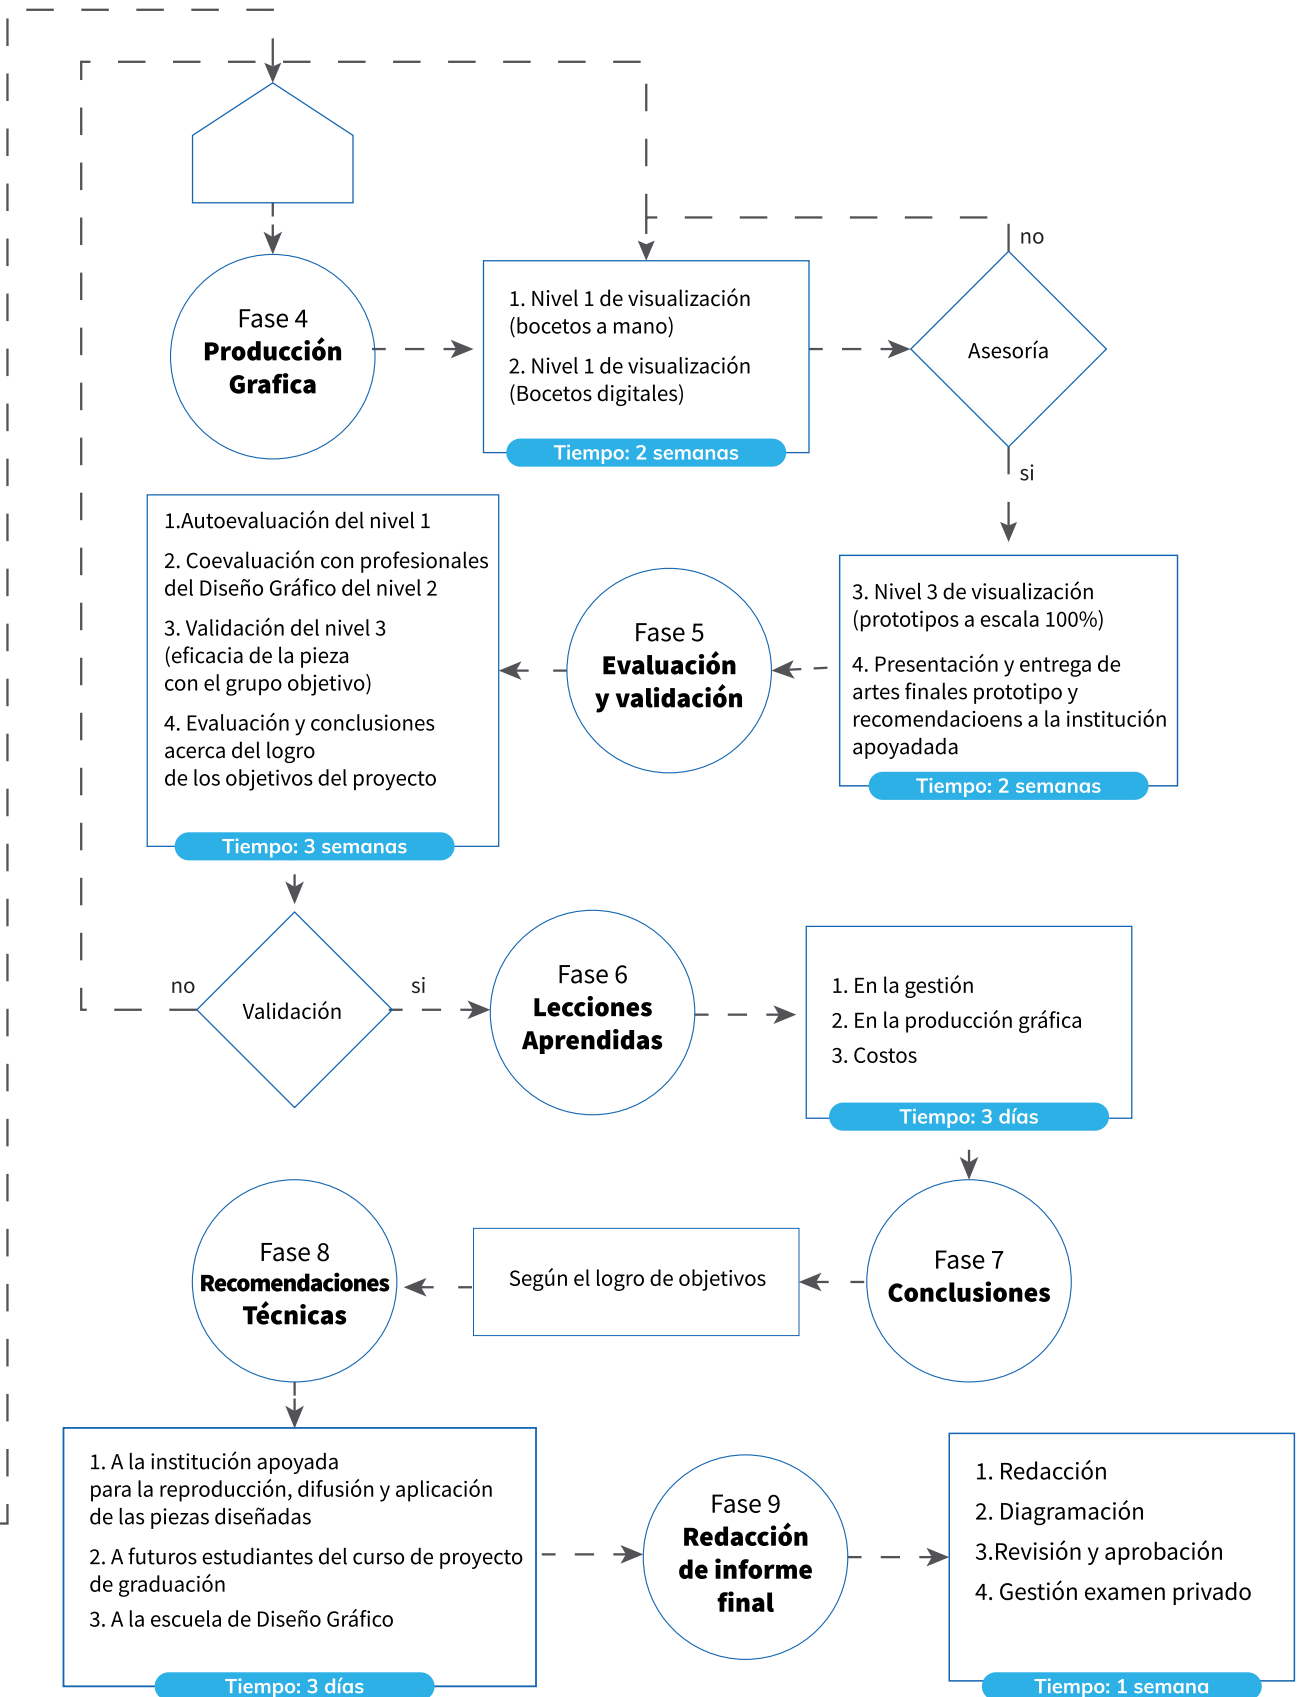 Fase 4
Producción
Grafica
1. Nivel 1 de visualización
(bocetos a mano)
2. Nivel 1 de visualización
(Bocetos digitales)
Tiempo: 2 semanas
no
Asesoría
si
3. Nivel 3 de visualización
(prototipos a escala 100%)
4. Presentación y entrega de
artes finales prototipo y
recomendacioens a la institución
apoyadada
Tiempo: 2 semanas
Fase 5
Evaluación
y validación
1.Autoevaluación del nivel 1
2. Coevaluación con profesionales
del Diseño Gráfico del nivel 2
3. Validación del nivel 3
(eficacia de la pieza
con el grupo objetivo)
4. Evaluación y conclusiones
acerca del logro
de los objetivos del proyecto
Tiempo: 3 semanas
no
Validación
si
Fase 6
Lecciones
Aprendidas
1. En la gestión
2. En la producción gráfica
3. Costos
Tiempo: 3 días
Fase 7
Conclusiones
Según el logro de objetivos
Fase 8
Recomendaciones
Técnicas
1. A la institución apoyada
para la reproducción, difusión y aplicación
de las piezas diseñadas
2. A futuros estudiantes del curso de proyecto
de graduación
3. A la escuela de Diseño Gráfico
Tiempo: 3 días
Fase 9
Redacción
de informe
final
1. Redacción
2. Diagramación
3.Revisión y aprobación
4. Gestión examen privado
Tiempo: 1 semana